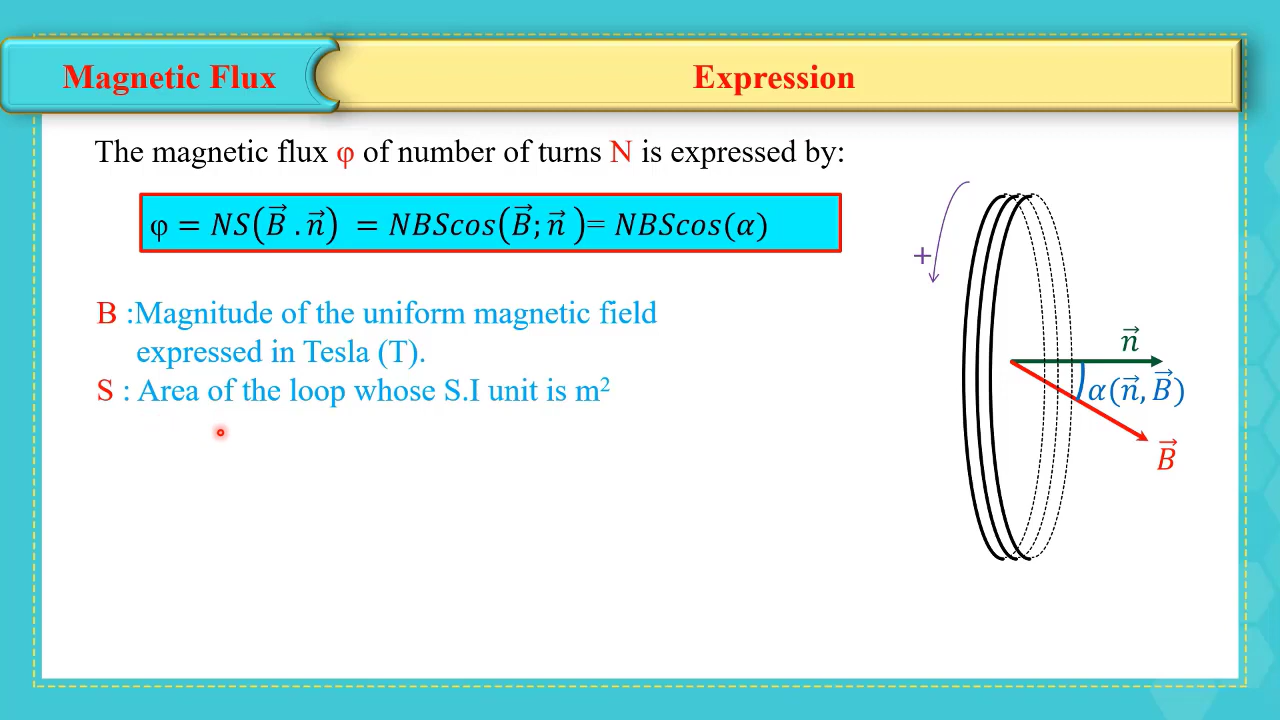 Magnetic Flux
Expression
The magnetic flux φ of number of turns N is expressed by:
φ = NS(B⃗ . n⃗) = NBScos(B⃗; n⃗)= NBScos(α)
B :Magnitude of the uniform magnetic field
expressed in Tesla (T).
S : Area of the loop whose S.I unit is m²
+
n⃗
α(n⃗, B⃗)
B⃗